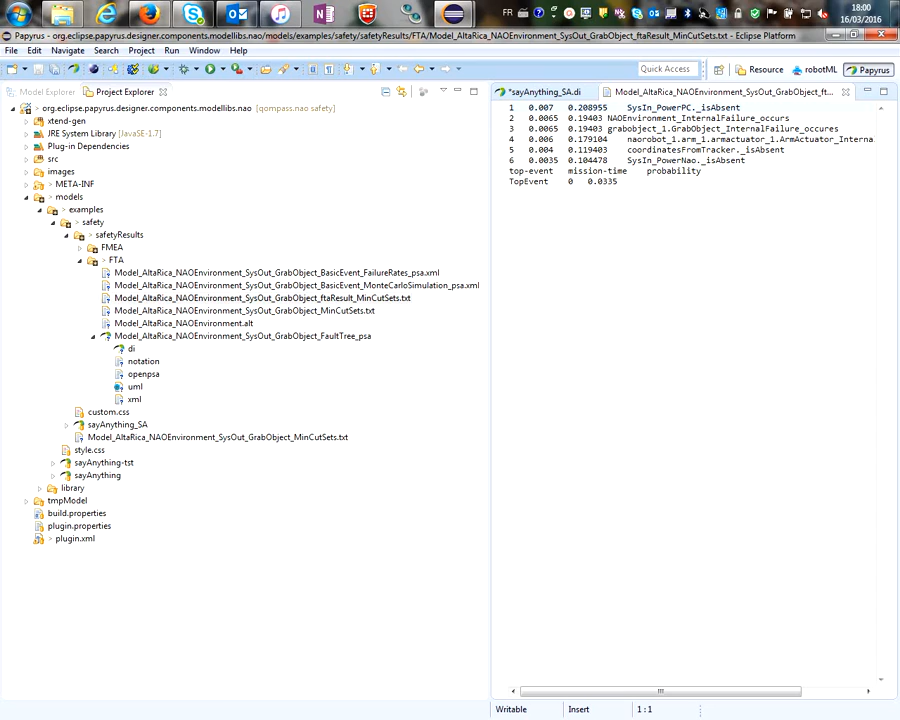 FR
18:00
16/03/2016
Papyrus - org.eclipse.papyrus.designer.components.modellibs.nao/models/examples/safety/safetyResults/FTA/Model_AltaRica_NAOEnvironment_SysOut_GrabObject_ftaResult_MinCutSets.txt - Eclipse Platform
File Edit Navigate Search Project Run Window Help
Quick Access
Resource
robotML
Papyrus
Model Explorer
Project Explorer
org.eclipse.papyrus.designer.components.modellibs.nao [qompass.nao safety]
xtend-gen
JRE System Library [JavaSE-1.7]
Plug-in Dependencies
src
images
META-INF
models
examples
safety
safetyResults
FMEA
FTA
Model_AltaRica_NAOEnvironment_SysOut_GrabObject_BasicEvent_FailureRates_psa.xml
Model_AltaRica_NAOEnvironment_SysOut_GrabObject_BasicEvent_MonteCarloSimulation_psa.xml
Model_AltaRica_NAOEnvironment_SysOut_GrabObject_ftaResult_MinCutSets.txt
Model_AltaRica_NAOEnvironment_SysOut_GrabObject_MinCutSets.txt
Model_AltaRica_NAOEnvironment.alt
Model_AltaRica_NAOEnvironment_SysOut_GrabObject_FaultTree_psa
di
notation
openpsa
uml
xml
custom.css
sayAnything_SA
Model_AltaRica_NAOEnvironment_SysOut_GrabObject_MinCutSets.txt
style.css
sayAnything-tst
sayAnything
library
tmpModel
build.properties
plugin.properties
plugin.xml
*sayAnything_SA.di
Model_AltaRica_NAOEnvironment_SysOut_GrabObject_ft...
1 0.007 0.208955 SysIn_PowerPC._isAbsent
2 0.0065 0.19403 NAOEnvironment_InternalFailure_occurs
3 0.0065 0.19403 grabobject_1.GrabObject_InternalFailure_occures
4 0.006 0.179104 naorobot_1.arm_1.armactuator_1.ArmActuator_Interna
5 0.004 0.119403 coordinatesFromTracker._isAbsent
6 0.0035 0.104478 SysIn_PowerNao._isAbsent
top-event mission-time probability
TopEvent 0 0.0335
Writable
Insert
1 : 1